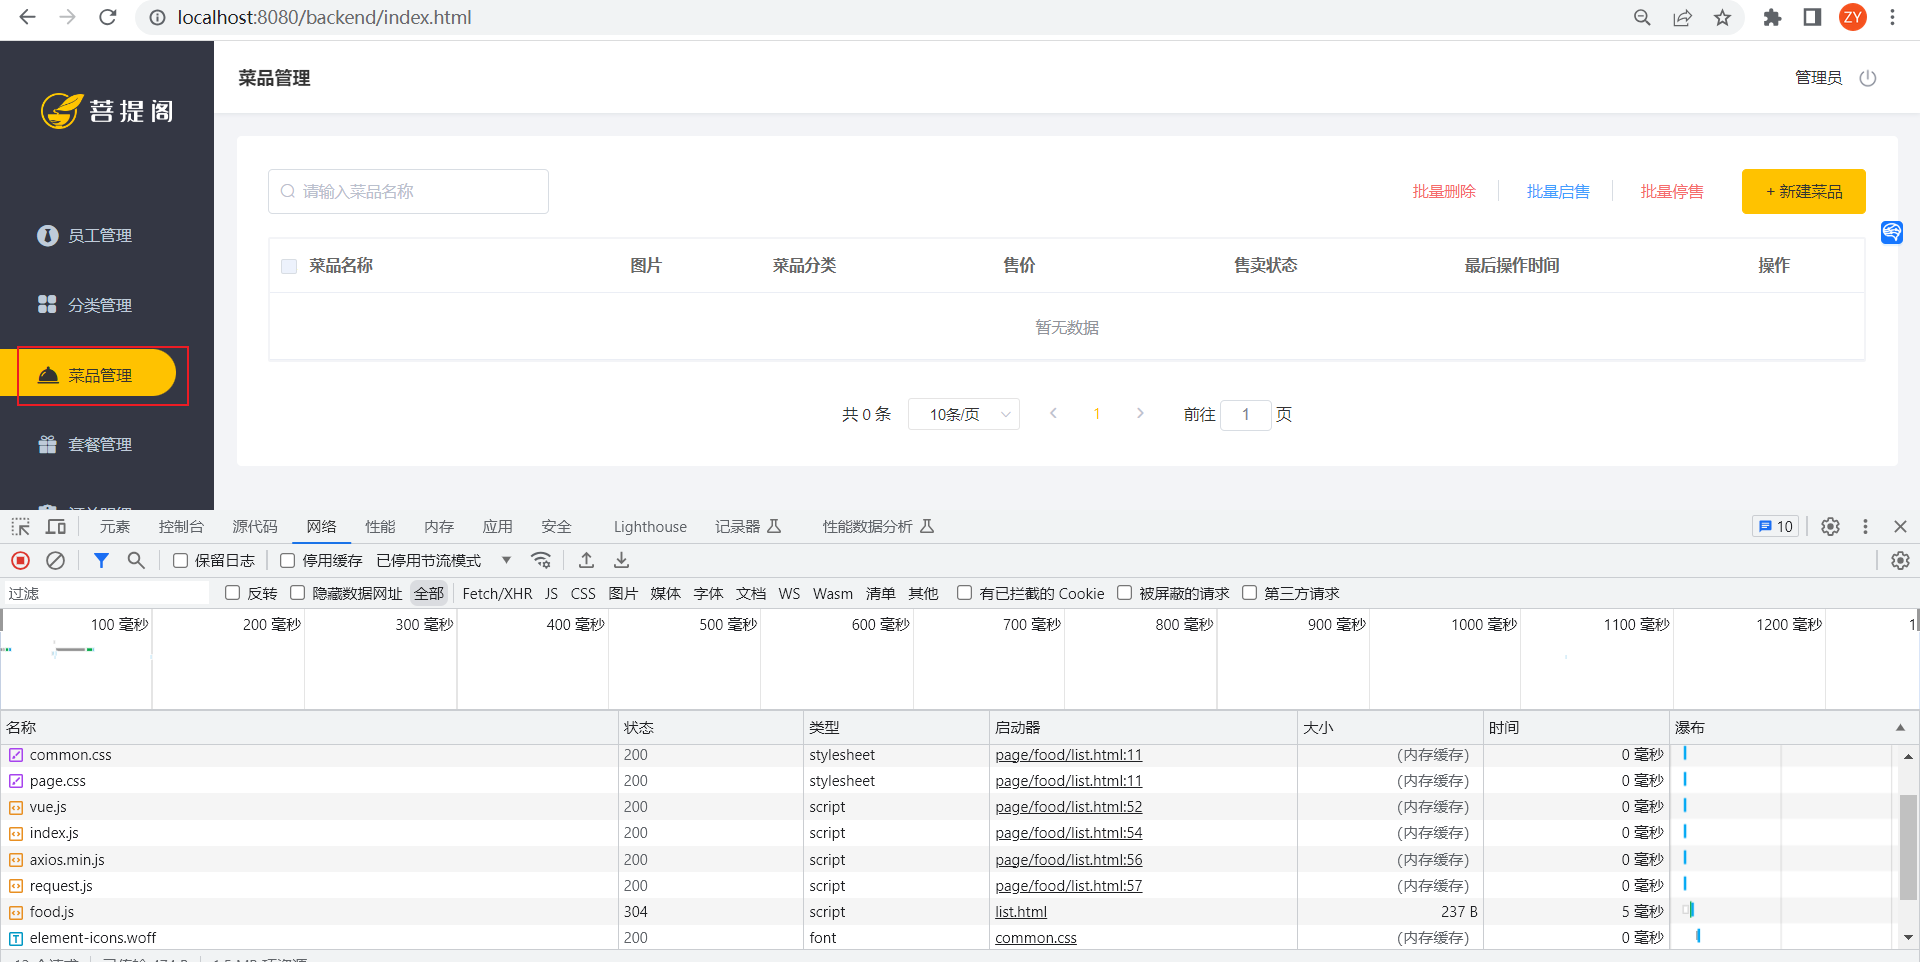 localhost:8080/backend/index.html
ZY
菩提阁
菜品管理
管理员
员工管理
分类管理
菜品管理
套餐管理
请输入菜品名称
批量删除 批量启售 批量停售 + 新建菜品
菜品名称 图片 菜品分类 售价 售卖状态 最后操作时间 操作
暂无数据
共 0 条 10条/页 1 前往 1 页
元素 控制台 源代码 网络 性能 内存 应用 安全 Lighthouse 记录器 性能数据分析 10
保留日志 停用缓存 已停用节流模式
过滤 反转 隐藏数据网址 全部 Fetch/XHR JS CSS 图片 媒体 字体 文档 WS Wasm 清单 其他 有已拦截的 Cookie 被屏蔽的请求 第三方请求
100 毫秒 200 毫秒 300 毫秒 400 毫秒 500 毫秒 600 毫秒 700 毫秒 800 毫秒 900 毫秒 1000 毫秒 1100 毫秒 1200 毫秒 1
名称 状态 类型 启动器 大小 时间 瀑布
common.css 200 stylesheet page/food/list.html:11 (内存缓存) 0 毫秒
page.css 200 stylesheet page/food/list.html:11 (内存缓存) 0 毫秒
vue.js 200 script page/food/list.html:52 (内存缓存) 0 毫秒
index.js 200 script page/food/list.html:54 (内存缓存) 0 毫秒
axios.min.js 200 script page/food/list.html:56 (内存缓存) 0 毫秒
request.js 200 script page/food/list.html:57 (内存缓存) 0 毫秒
food.js 304 script list.html 237 B 5 毫秒
element-icons.woff 200 font common.css (内存缓存) 0 毫秒